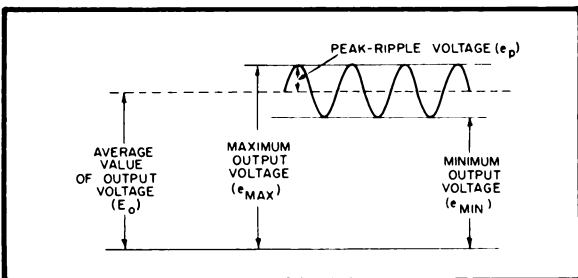 PEAK-RIPPLE VOLTAGE (ep)
AVERAGE
VALUE
OF OUTPUT
VOLTAGE
(Eo)
MAXIMUM
OUTPUT
VOLTAGE
(eMAX)
MINIMUM
OUTPUT
VOLTAGE
(eMIN)